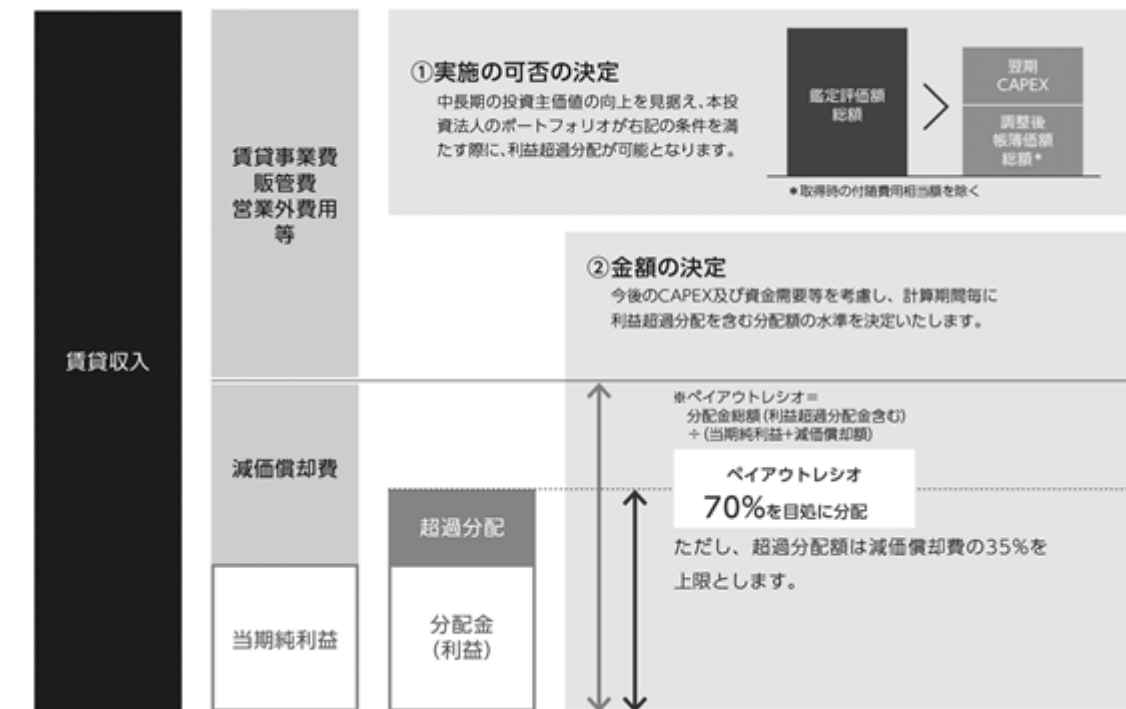 賃貸収入
賃貸事業費
販管費
営業外費用
等
減価償却費
当期純利益
超過分配
分配金
(利益)
①実施の可否の決定
中長期の投資主価値の向上を見据え、本投
資法人のポートフォリオが右記の条件を満
たす際に、利益超過分配が可能となります。
鑑定評価額
総額
翌期
CAPEX
調整後
帳簿価額
総額*
*取得時の付随費用相当額を除く
②金額の決定
今後のCAPEX及び資金需要等を考慮し、計算期間毎に
利益超過分配を含む分配額の水準を決定いたします。
※ペイアウトレシオ=
分配金総額(利益超過分配金含む)
÷(当期純利益+減価償却額)
ペイアウトレシオ
70%を目処に分配
ただし、超過分配額は減価償却費の35%を
上限とします。